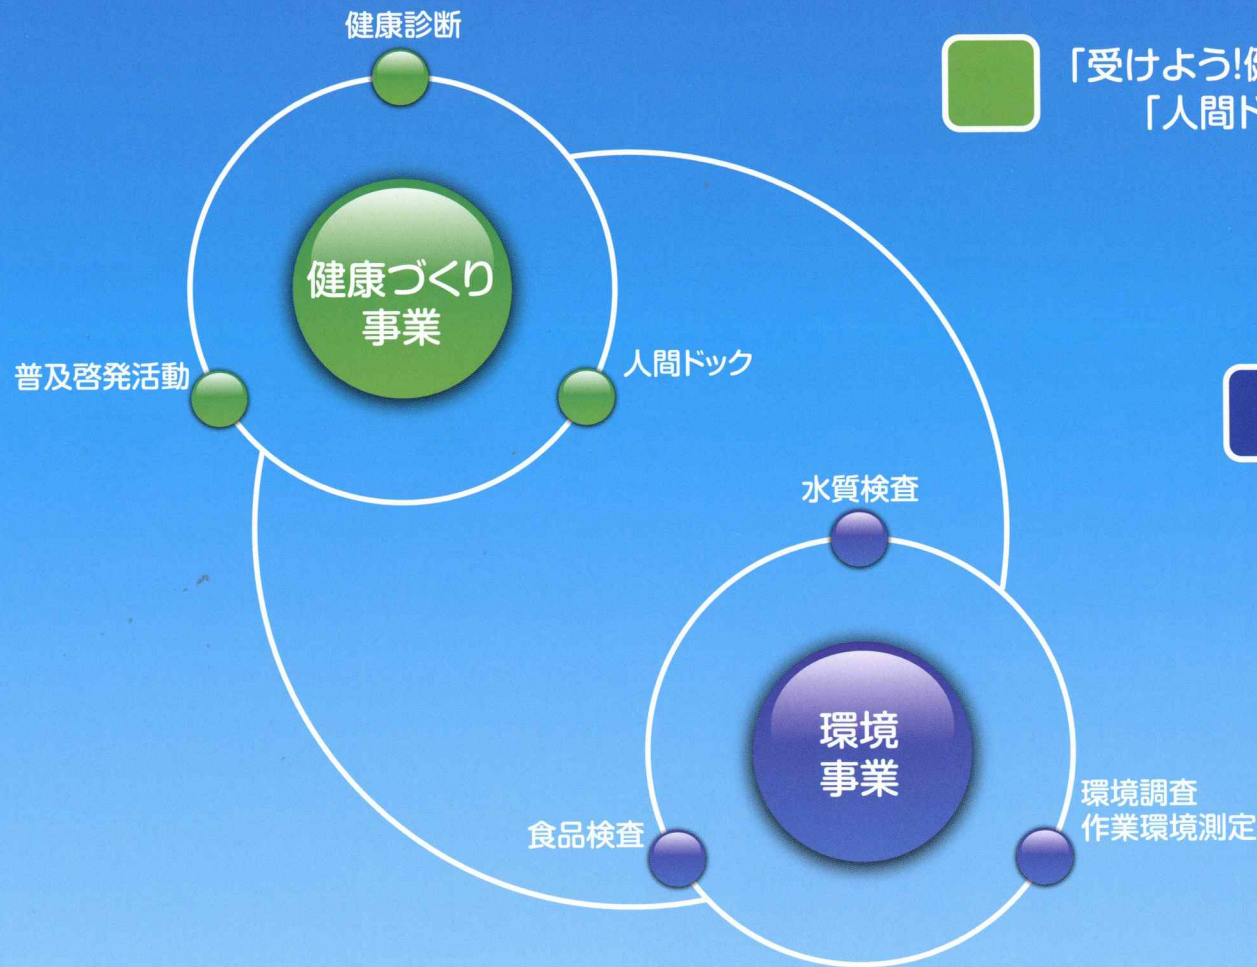 健康診断
「受けよう!
「人間ド
健康づくり
事業
普及啓発活動
人間ドック
水質検査
環境
事業
食品検査
環境調査
作業環境測定